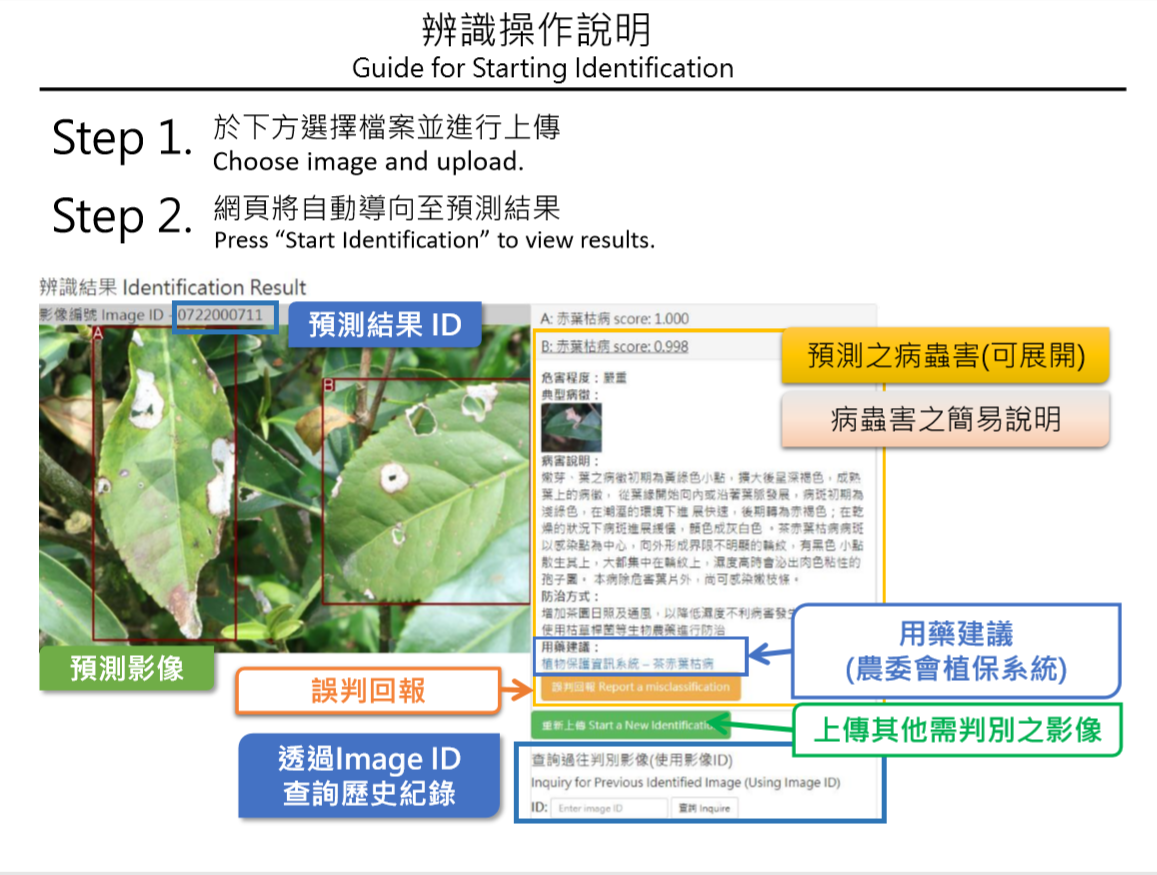 辨識操作說明
Guide for Starting Identification
Step 1.
於下方選擇檔案並進行上傳
Choose image and upload.
Step 2.
網頁將自動導向至預測結果
Press “Start Identification” to view results.
辨識結果 Identification Result
影像編號 Image ID - 0722000711
預測結果 ID
A
B
預測影像
A: 赤葉枯病 score: 1.000
B: 赤葉枯病 score: 0.998
預測之病蟲害(可展開)
病蟲害之簡易說明
危害程度：嚴重
典型病徵：
病害說明：
嫩芽、葉之病徵初期為黃綠色小點，擴大後呈深褐色，成熟
葉上的病徵， 從葉緣開始向內或沿著葉脈發展，病斑初期為
淺綠色，在潮溼的環境下進 展快速，後期轉為赤褐色；在乾
燥的狀況下病斑進展緩慢，顏色成灰白色 。茶赤葉枯病病斑
以感染點為中心，向外形成界限不明顯的輪紋，有黑色 小點
散生其上，大都集中在輪紋上，濕度高時會泌出肉色粘性的
孢子團， 本病除危害葉片外，尚可感染嫩枝條。
防治方式：
增加茶園日照及通風，以降低濕度不利病害發生
使用枯草桿菌等生物農藥進行防治
用藥建議：
植物保護資訊系統 – 茶赤葉枯病
用藥建議
(農委會植保系統)
誤判回報
誤判回報 Report a misclassification
重新上傳 Start a New Identification
上傳其他需判別之影像
透過Image ID
查詢歷史紀錄
查詢過往判別影像(使用影像ID)
Inquiry for Previous Identified Image (Using Image ID)
ID: Enter image ID 查詢 Inquire